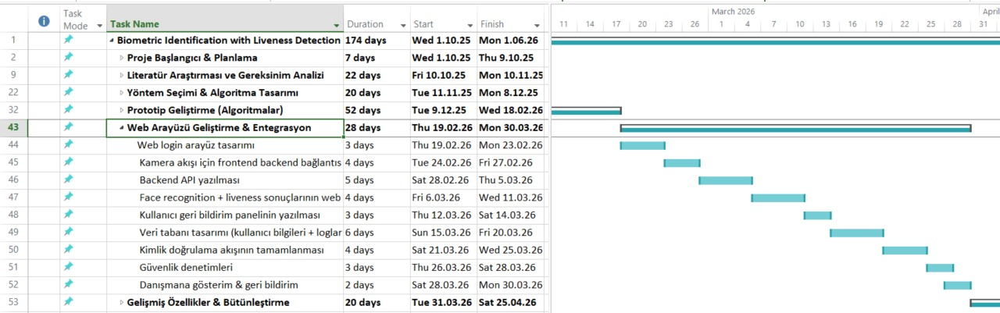 Task Mode Task Name Duration Start Finish
March 2026 April
11 14 17 20 23 26 1 4 7 10 13 16 19 22 25 28 31
1 Biometric Identification with Liveness Detection 174 days Wed 1.10.25 Mon 1.06.26
2 Proje Başlangıcı & Planlama 7 days Wed 1.10.25 Thu 9.10.25
9 Literatür Araştırması ve Gereksinim Analizi 22 days Fri 10.10.25 Mon 10.11.25
22 Yöntem Seçimi & Algoritma Tasarımı 20 days Tue 11.11.25 Mon 8.12.25
32 Prototip Geliştirme (Algoritmalar) 52 days Tue 9.12.25 Wed 18.02.26
43 Web Arayüzü Geliştirme & Entegrasyon 28 days Thu 19.02.26 Mon 30.03.26
44 Web login arayüz tasarımı 3 days Thu 19.02.26 Mon 23.02.26
45 Kamera akışı için frontend backend bağlantıs 4 days Tue 24.02.26 Fri 27.02.26
46 Backend API yazılması 5 days Sat 28.02.26 Thu 5.03.26
47 Face recognition + liveness sonuçlarının web 4 days Fri 6.03.26 Wed 11.03.26
48 Kullanıcı geri bildirim panelinin yazılması 3 days Thu 12.03.26 Sat 14.03.26
49 Veri tabanı tasarımı (kullanıcı bilgileri + loglar 6 days Sun 15.03.26 Fri 20.03.26
50 Kimlik doğrulama akışının tamamlanması 4 days Sat 21.03.26 Wed 25.03.26
51 Güvenlik denetimleri 3 days Thu 26.03.26 Sat 28.03.26
52 Danışmana gösterim & geri bildirim 2 days Sat 28.03.26 Mon 30.03.26
53 Gelişmiş Özellikler & Bütünleştirme 20 days Tue 31.03.26 Sat 25.04.26